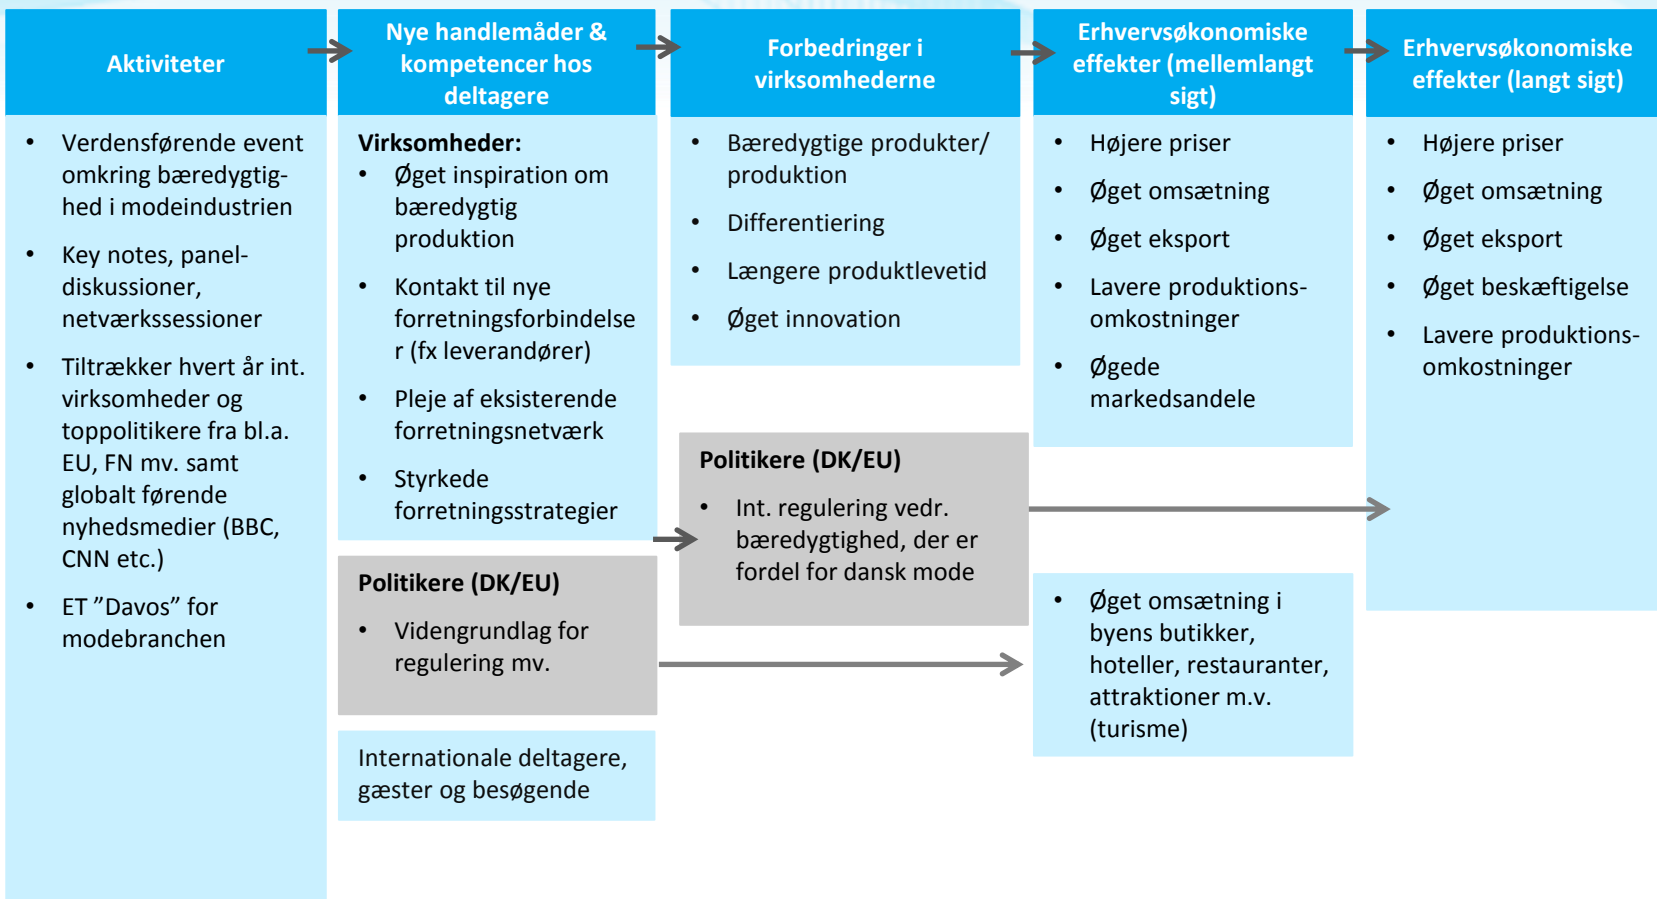 Aktiviteter
Nye handlemåder &
kompetencer hos
deltagere
Forbedringer i
virksomhederne
Erhvervsøkonomiske
effekter (mellemlangt
sigt)
Erhvervsøkonomiske
effekter (langt sigt)
• Verdensførende event
omkring bæredygtig-
hed i modeindustrien
• Key notes, panel-
diskussioner,
netværkssessioner
• Tiltrækker hvert år int.
virksomheder og
toppolitikere fra bl.a.
EU, FN mv. samt
globalt førende
nyhedsmedier (BBC,
CNN etc.)
• ET ”Davos” for
modebranchen
Virksomheder:
• Øget inspiration om
bæredygtig
produktion
• Kontakt til nye
forretningsforbindelse
r (fx leverandører)
• Pleje af eksisterende
forretningsnetværk
• Styrkede
forretningsstrategier
Politikere (DK/EU)
• Videngrundlag for
regulering mv.
Internationale deltagere,
gæster og besøgende
• Bæredygtige produkter/
produktion
• Differentiering
• Længere produktlevetid
• Øget innovation
Politikere (DK/EU)
• Int. regulering vedr.
bæredygtighed, der er
fordel for dansk mode
• Højere priser
• Øget omsætning
• Øget eksport
• Lavere produktions-
omkostninger
• Øgede
markedsandele
• Øget omsætning i
byens butikker,
hoteller, restauranter,
attraktioner m.v.
(turisme)
• Højere priser
• Øget omsætning
• Øget eksport
• Øget beskæftigelse
• Lavere produktions-
omkostninger